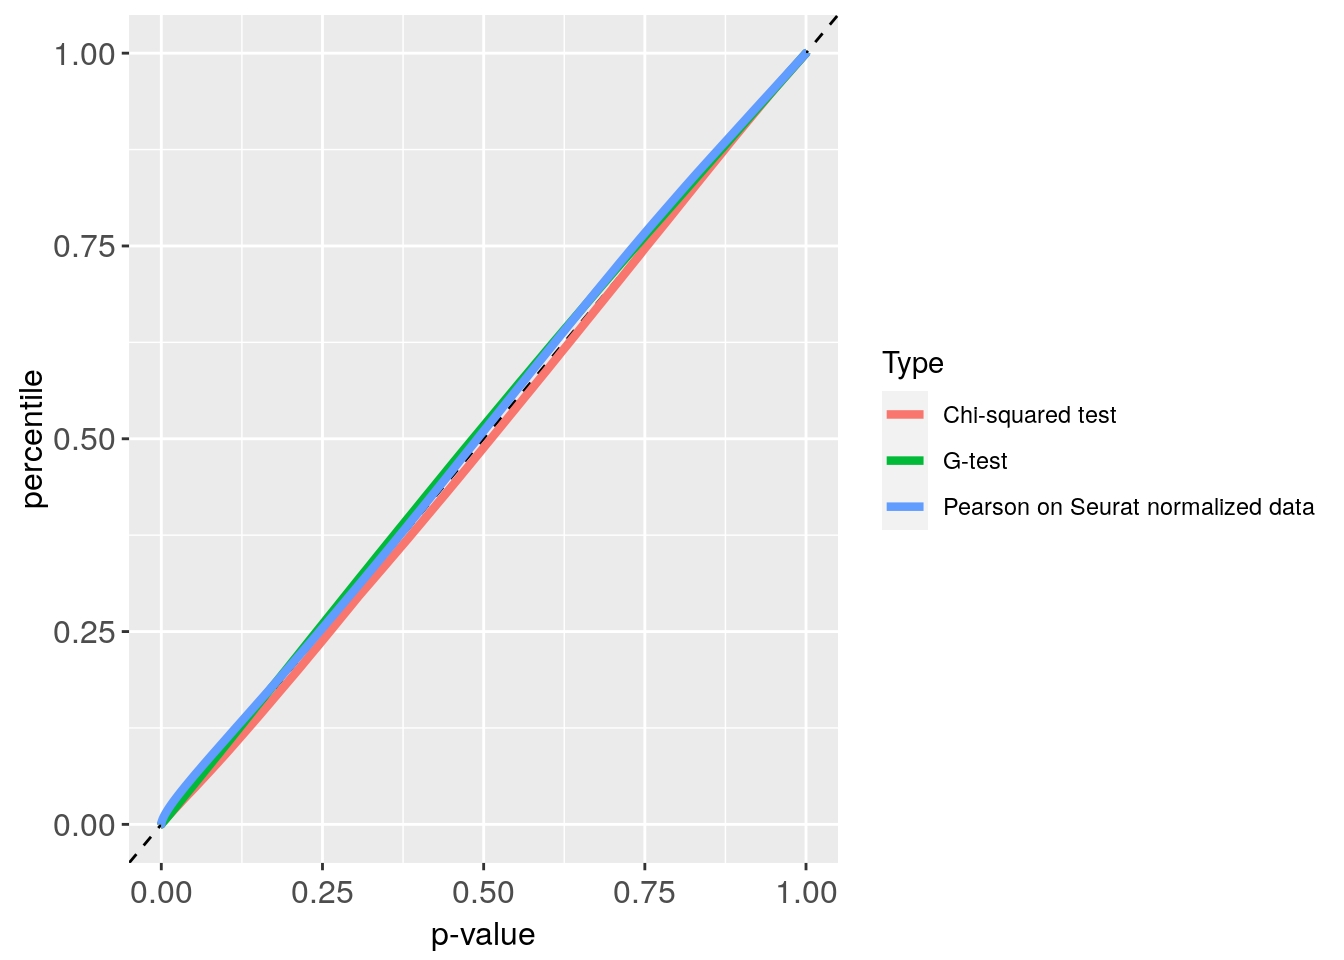 1.00
0.75
0.50
0.25
0.00
percentile
0.00 0.25 0.50 0.75 1.00
p-value
Type
Chi-squared test
G-test
Pearson on Seurat normalized data